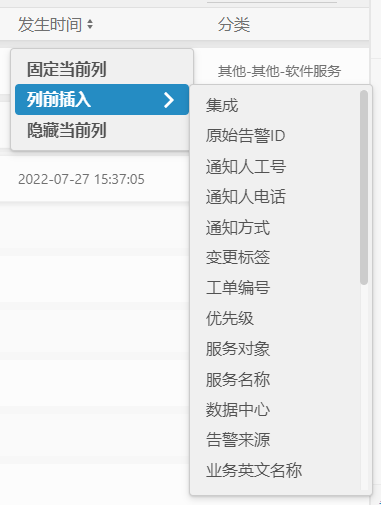 发生时间
分类
固定当前列
其他-其他-软件服务
列前插入
隐藏当前列
2022-07-27 15:37:05
集成
原始告警ID
通知人工号
通知人电话
通知方式
变更标签
工单编号
优先级
服务对象
服务名称
数据中心
告警来源
业务英文名称